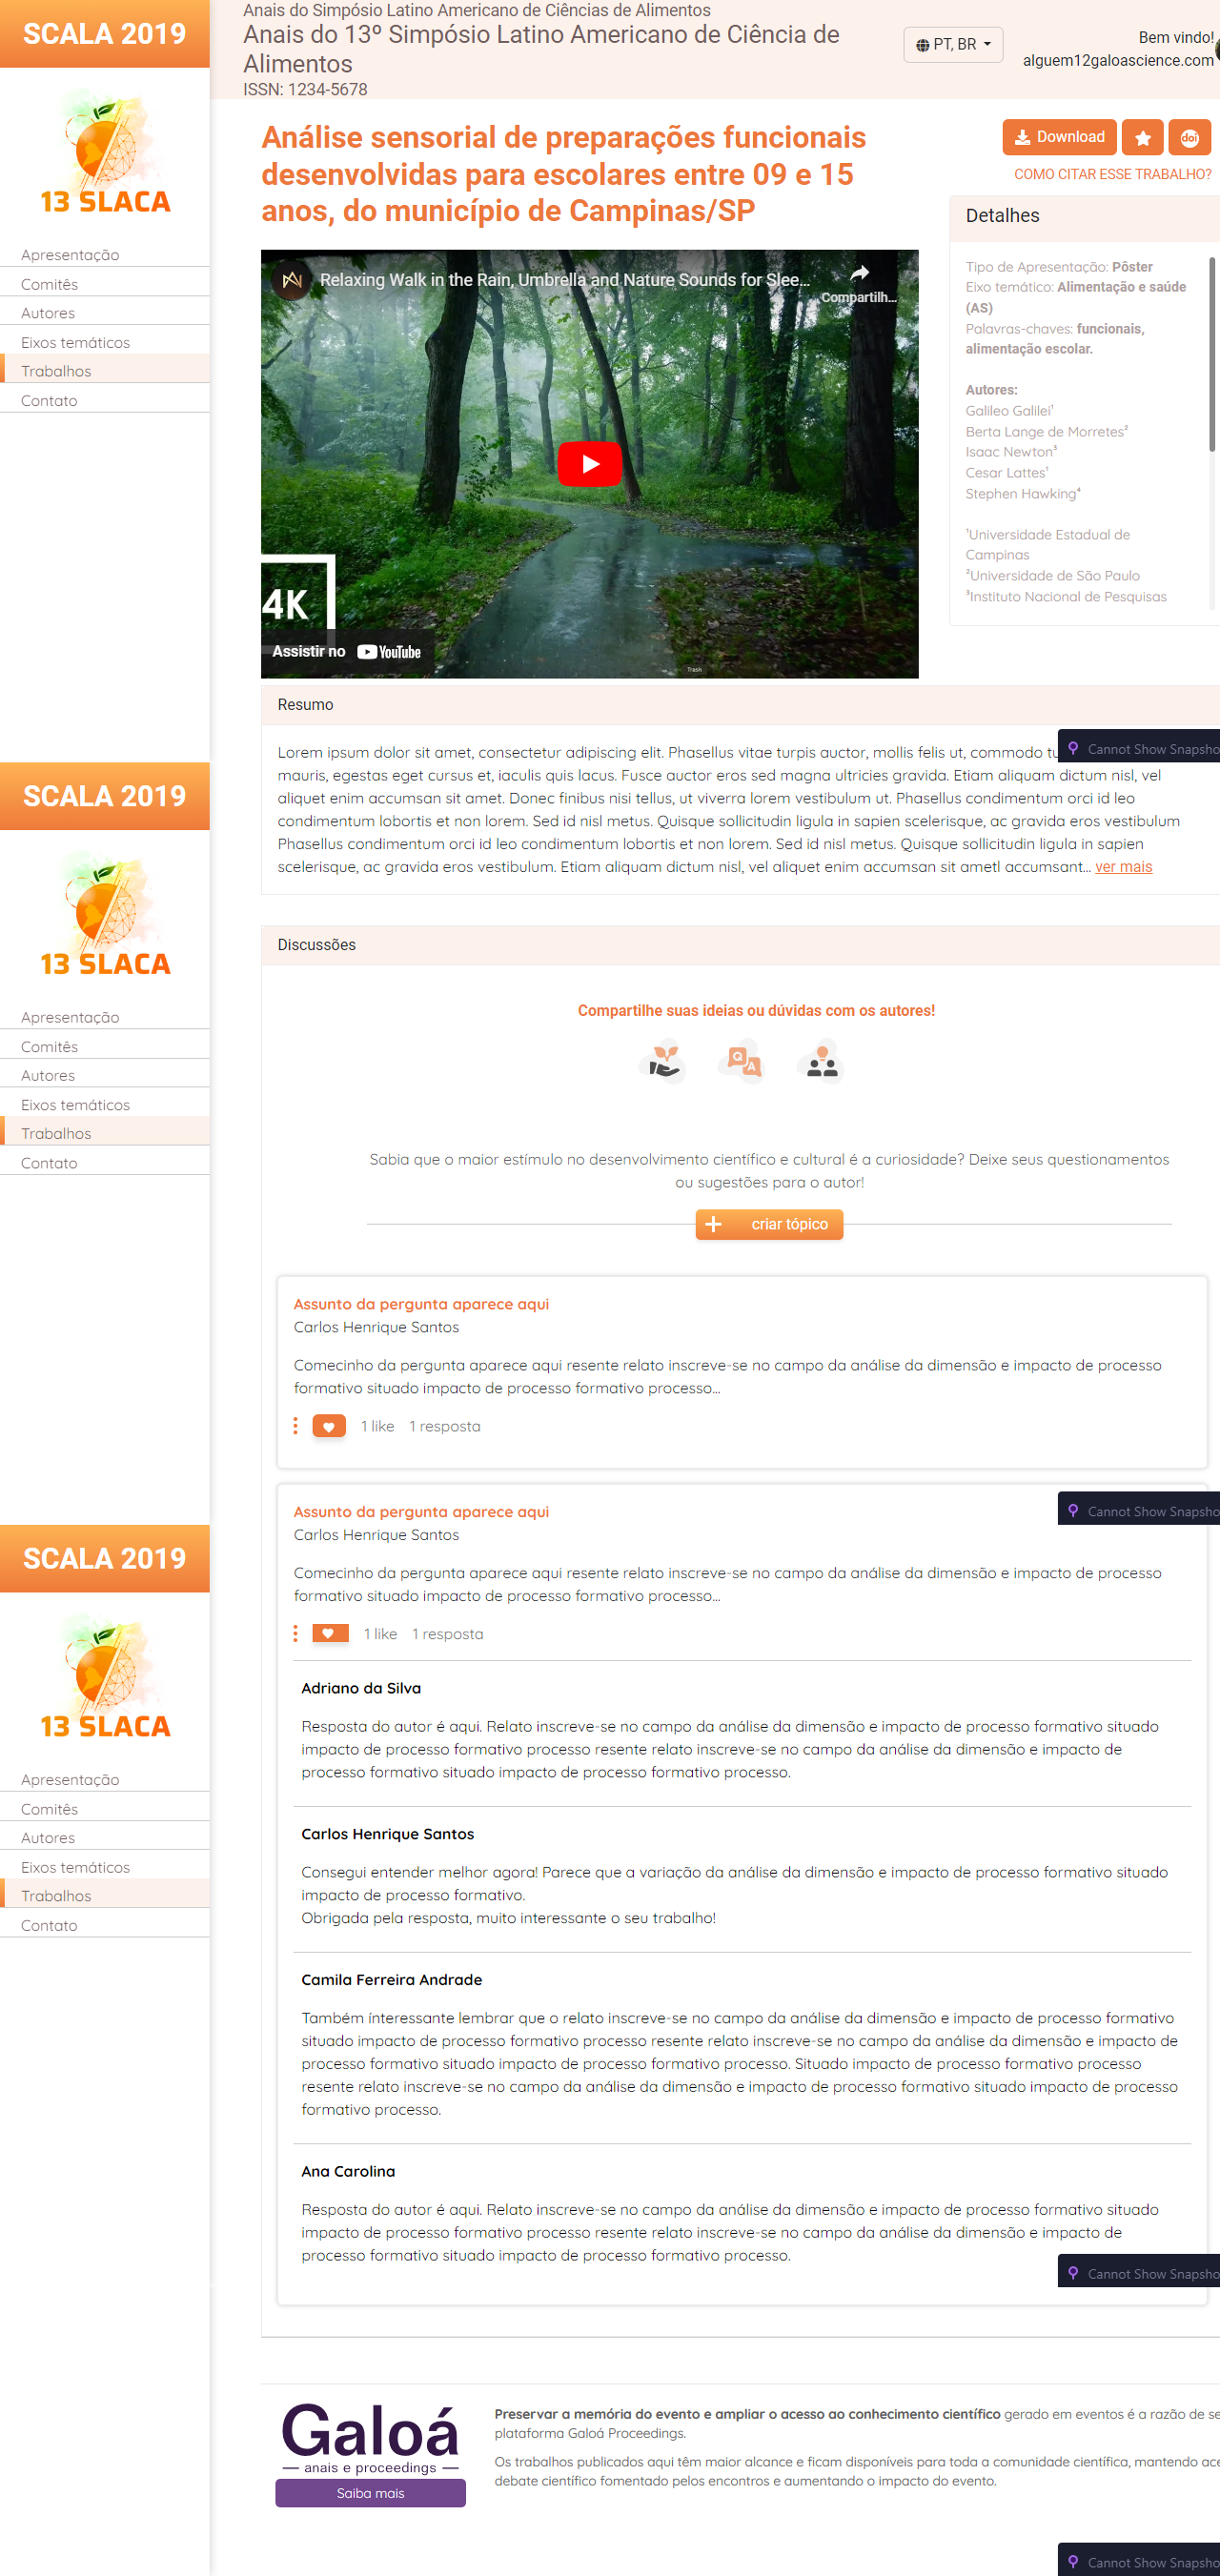 SCALA 2019
13 SLACA
Apresentação
Comitês
Autores
Eixos temáticos
Trabalhos
Contato
Anais do Simpósio Latino Americano de Ciências de Alimentos
Anais do 13º Simpósio Latino Americano de Ciência de
Alimentos
ISSN: 1234-5678
PT, BR
Bem vindo!
alguem12galoascience.com
Análise sensorial de preparações funcionais
desenvolvidas para escolares entre 09 e 15
anos, do município de Campinas/SP
Download
doi
COMO CITAR ESSE TRABALHO?
Relaxing Walk in the Rain, Umbrella and Nature Sounds for Slee...
Compartilh...
4K
Assistir no YouTube
Trash
Detalhes
Tipo de Apresentação: Pôster
Eixo temático: Alimentação e saúde
(AS)
Palavras-chaves: funcionais,
alimentação escolar.
Autores:
Galileo Galilei¹
Berta Lange de Morretes²
Isaac Newton³
Cesar Lattes¹
Stephen Hawking⁴
¹Universidade Estadual de
Campinas
²Universidade de São Paulo
³Instituto Nacional de Pesquisas
Resumo
Lorem ipsum dolor sit amet, consectetur adipiscing elit. Phasellus vitae turpis auctor, mollis felis ut, commodo
Cannot Show Snapsho
mauris, egestas eget cursus et, iaculis quis lacus. Fusce auctor eros sed magna ultricies gravida. Etiam aliquam dictum nisl, vel
aliquet enim accumsan sit amet. Donec finibus nisi tellus, ut viverra lorem vestibulum ut. Phasellus condimentum orci id leo
condimentum lobortis et non lorem. Sed id nisl metus. Quisque sollicitudin ligula in sapien scelerisque, ac gravida eros vestibulum
Phasellus condimentum orci id leo condimentum lobortis et non lorem. Sed id nisl metus. Quisque sollicitudin ligula in sapien
scelerisque, ac gravida eros vestibulum. Etiam aliquam dictum nisl, vel aliquet enim accumsan sit ametl accumsant... ver mais
SCALA 2019
13 SLACA
Apresentação
Comitês
Autores
Eixos temáticos
Trabalhos
Contato
Discussões
Compartilhe suas ideias ou dúvidas com os autores!
Q
A
Sabia que o maior estímulo no desenvolvimento científico e cultural é a curiosidade? Deixe seus questionamentos
ou sugestões para o autor!
criar tópico
Assunto da pergunta aparece aqui
Carlos Henrique Santos
Comecinho da pergunta aparece aqui resente relato inscreve-se no campo da análise da dimensão e impacto de processo
formativo situado impacto de processo formativo processo...
1 like 1 resposta
Assunto da pergunta aparece aqui
Cannot Show Snapsho
Carlos Henrique Santos
Comecinho da pergunta aparece aqui resente relato inscreve-se no campo da análise da dimensão e impacto de processo
formativo situado impacto de processo formativo processo...
1 like 1 resposta
SCALA 2019
13 SLACA
Apresentação
Comitês
Autores
Eixos temáticos
Trabalhos
Contato
Adriano da Silva
Resposta do autor é aqui. Relato inscreve-se no campo da análise da dimensão e impacto de processo formativo situado
impacto de processo formativo processo resente relato inscreve-se no campo da análise da dimensão e impacto de
processo formativo situado impacto de processo formativo processo.
Carlos Henrique Santos
Consegui entender melhor agora! Parece que a variação da análise da dimensão e impacto de processo formativo situado
impacto de processo formativo.
Obrigada pela resposta, muito interessante o seu trabalho!
Camila Ferreira Andrade
Também ínteressante lembrar que o relato inscreve-se no campo da análise da dimensão e impacto de processo formativo
situado impacto de processo formativo processo resente relato inscreve-se no campo da análise da dimensão e impacto de
processo formativo situado impacto de processo formativo processo. Situado impacto de processo formativo processo
resente relato inscreve-se no campo da análise da dimensão e impacto de processo formativo situado impacto de processo
formativo processo.
Ana Carolina
Resposta do autor é aqui. Relato inscreve-se no campo da análise da dimensão e impacto de processo formativo situado
impacto de processo formativo processo resente relato inscreve-se no campo da análise da dimensão e impacto de
processo formativo situado impacto de processo formativo processo.
Cannot Show Snapsho
Galoá
anais e proceedings
Saiba mais
Preservar a memória do evento e ampliar o acesso ao conhecimento científico gerado em eventos é a razão de se
plataforma Galoá Proceedings.
Os trabalhos publicados aqui têm maior alcance e ficam disponíveis para toda a comunidade científica, mantendo ace
debate científico fomentado pelos encontros e aumentando o impacto do evento.
Cannot Show Snapsho